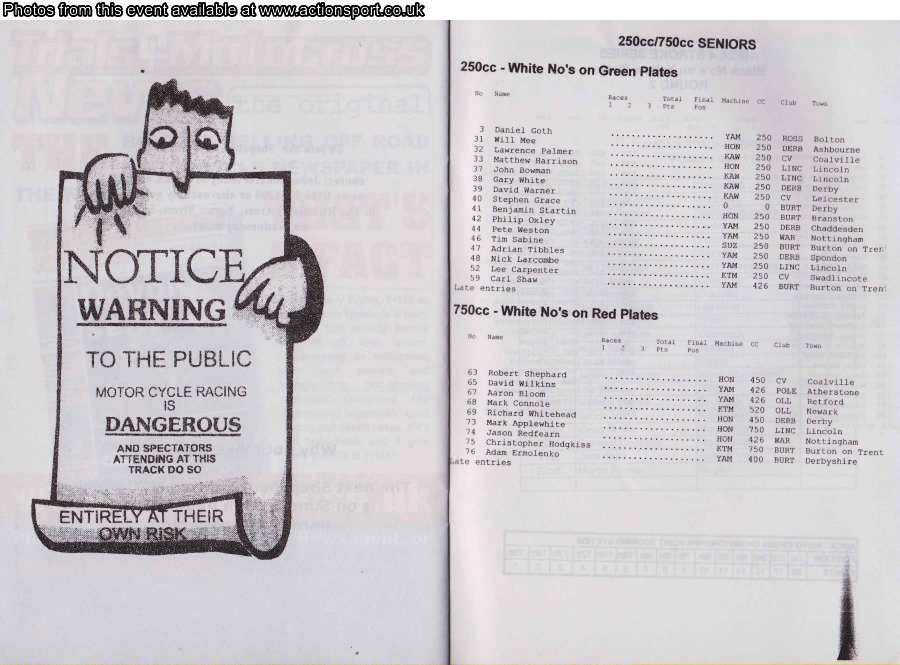 Photos from this event available at www.actionsport.co.uk
NOTICE
WARNING
TO THE PUBLIC
MOTOR CYCLE RACING
IS
DANGEROUS
AND SPECTATORS
ATTENDING AT THIS
TRACK DO SO
ENTIRELY AT THEIR
OWN RISK
250cc/750cc SENIORS
250cc - White No's on Green Plates
No Name Races Total Final Machine CC Club Town
1 2 3 Pts Pos
3 Daniel Goth YAM 250 ROSS Bolton
31 Will Mee HON 250 DERB Ashbourne
32 Lawrence Palmer KAW 250 CV Coalville
33 Matthew Harrison HON 250 LINC Lincoln
37 John Bowman KAW 250 LINC Lincoln
38 Gary White KAW 250 DERB Derby
39 David Warner KAW 250 CV Leicester
40 Stephen Grace O 0 BURT Derby
41 Benjamin Startin HON 250 BURT Branston
42 Philip Oxley YAM 250 DERB Chaddesden
44 Pete Weston YAM 250 WAR Nottingham
46 Tim Sabine SUZ 250 BURT Burton on Tren
47 Adrian Tibbles YAM 250 DERB Spondon
48 Nick Larcombe YAM 250 LINC Lincoln
52 Lee Carpenter KTM 250 CV Swadlincote
59 Carl Shaw YAM 426 BURT Burton on Tren
Late entries
750cc - White No's on Red Plates
No Name Races Total Final Machine CC Club Town
1 2 3 Pts Pos
63 Robert Shephard HON 450 CV Coalville
65 David Wilkins YAM 426 POLE Atherstone
67 Aaron Bloom YAM 426 OLL Retford
68 Mark Connole KTM 520 OLL Newark
69 Richard Whitehead HON 450 DERB Derby
73 Mark Applewhite HON 750 LINC Lincoln
74 Jason Redfearn HON 426 WAR Nottingham
75 Christopher Hodgkiss KTM 750 BURT Burton on Trent
76 Adam Ermolenko YAM 400 BURT Derbyshire
Late entries